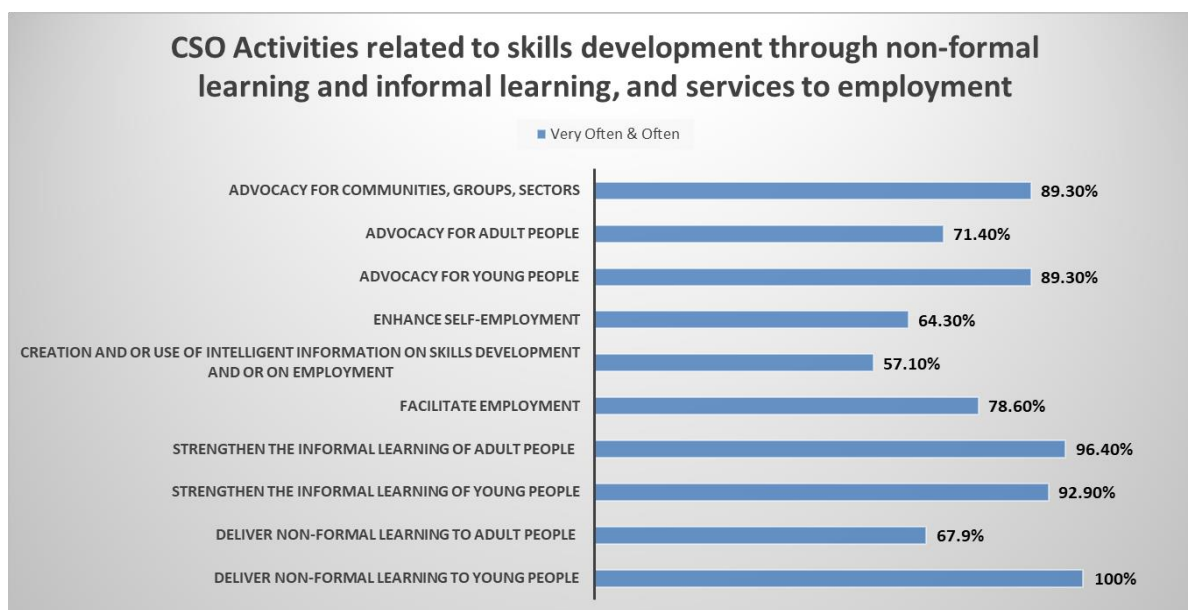 CSO Activities related to skills development through non-formal
learning and informal learning, and services to employment
Very Often & Often
ADVOCACY FOR COMMUNITIES, GROUPS, SECTORS 89.30%
ADVOCACY FOR ADULT PEOPLE 71.40%
ADVOCACY FOR YOUNG PEOPLE 89.30%
ENHANCE SELF-EMPLOYMENT 64.30%
CREATION AND OR USE OF INTELLIGENT INFORMATION ON SKILLS DEVELOPMENT
AND OR ON EMPLOYMENT 57.10%
FACILITATE EMPLOYMENT 78.60%
STRENGTHEN THE INFORMAL LEARNING OF ADULT PEOPLE 96.40%
STRENGTHEN THE INFORMAL LEARNING OF YOUNG PEOPLE 92.90%
DELIVER NON-FORMAL LEARNING TO ADULT PEOPLE 67.9%
DELIVER NON-FORMAL LEARNING TO YOUNG PEOPLE 100%